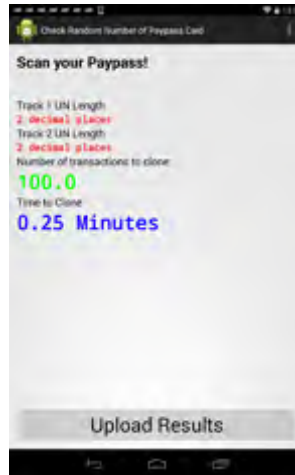 Check Random Number of Paypass Card
Scan your Paypass!
Track 1 UN Length
2 decimal places
Track 2 UN Length
2 decimal places
Number of transactions to clone
100.0
Time to Clone
0.25 Minutes
Upload Results